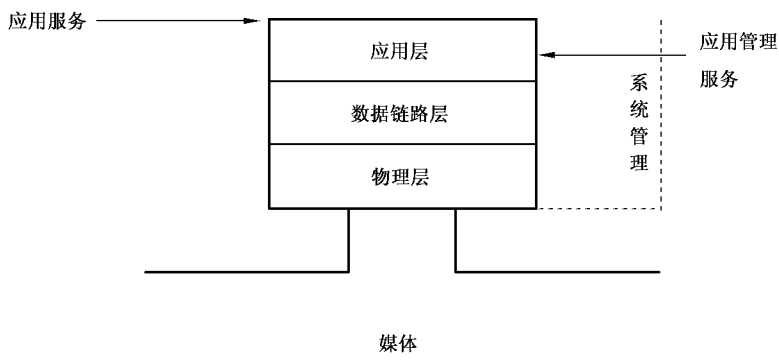 应用服务
应用层
应用管理
服务
数据链路层
系统管理
物理层
媒体